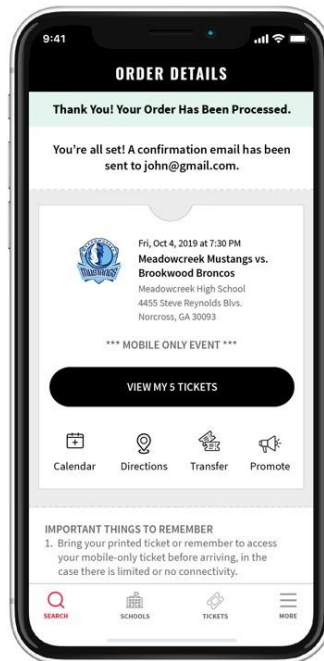 9:41
ORDER DETAILS
Thank You! Your Order Has Been Processed.
You're all set! A confirmation email has been
sent to john@gmail.com.
Fri, Oct 4, 2019 at 7:30 PM
Meadowcreek Mustangs vs.
Brookwood Broncos
Meadowcreek High School
4455 Steve Reynolds Blvs.
Norcross, GA 30093
MUSTANGS
*** MOBILE ONLY EVENT ***
VIEW MY 5 TICKETS
Calendar Directions Transfer Promote
IMPORTANT THINGS TO REMEMBER
1. Bring your printed ticket or remember to access
your mobile-only ticket before arriving, in the
case there is limited or no connectivity.
SEARCH SCHOOLS TICKETS MORE